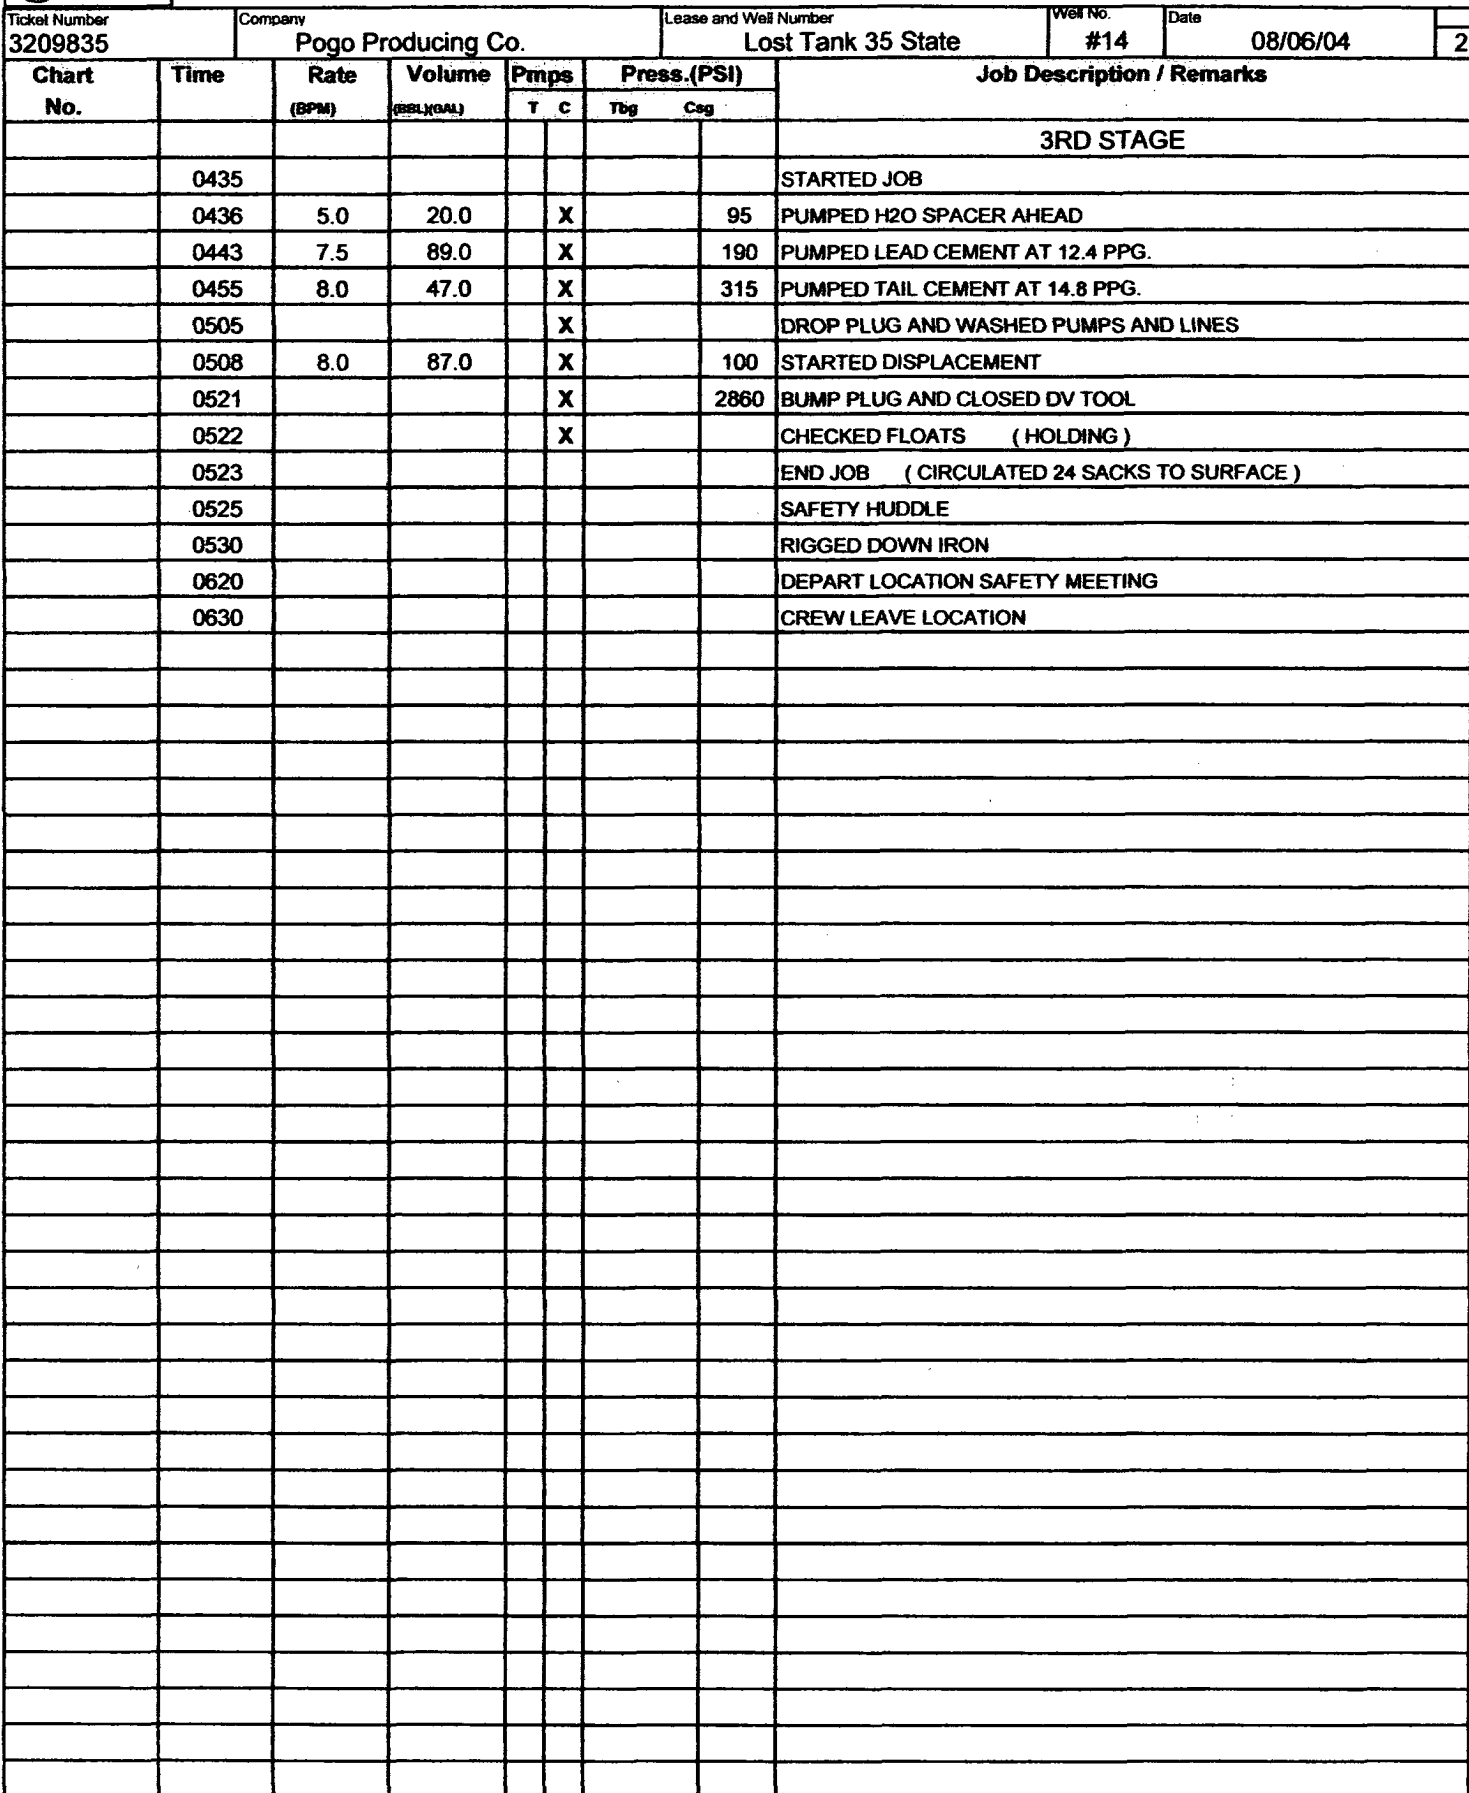 Ticket Number Company Lease and Well Number Well No. Date
3209835 Pogo Producing Co. Lost Tank 35 State #14 08/06/04 2
Chart Time Rate Volume Pmps Press.(PSI) Job Description / Remarks
No. (BPM) (BBL)(GAL) T C Tbg Csg
3RD STAGE
0435 STARTED JOB
0436 5.0 20.0 X 95 PUMPED H2O SPACER AHEAD
0443 7.5 89.0 X 190 PUMPED LEAD CEMENT AT 12.4 PPG.
0455 8.0 47.0 X 315 PUMPED TAIL CEMENT AT 14.8 PPG.
0505 X DROP PLUG AND WASHED PUMPS AND LINES
0508 8.0 87.0 X 100 STARTED DISPLACEMENT
0521 X 2860 BUMP PLUG AND CLOSED DV TOOL
0522 X CHECKED FLOATS ( HOLDING )
0523 END JOB ( CIRCULATED 24 SACKS TO SURFACE )
0525 SAFETY HUDDLE
0530 RIGGED DOWN IRON
0620 DEPART LOCATION SAFETY MEETING
0630 CREW LEAVE LOCATION